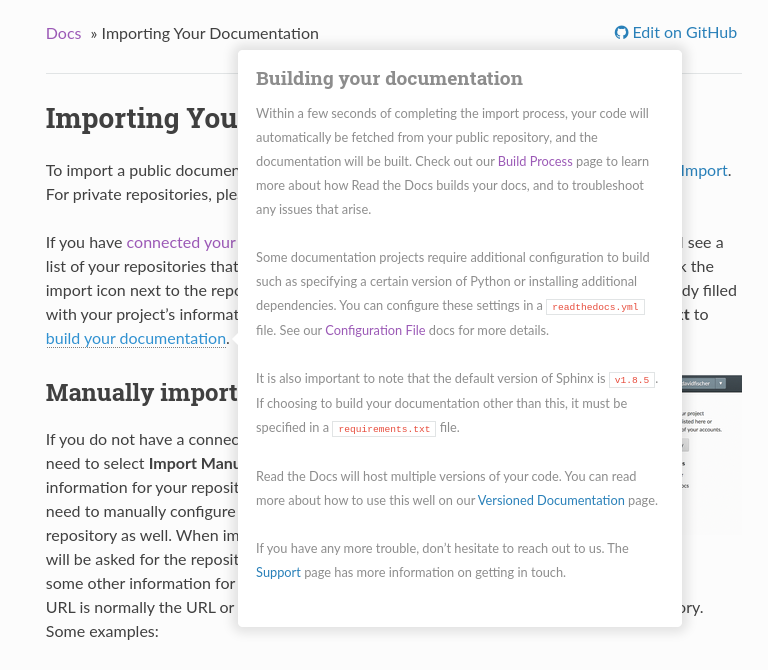 Docs » Importing Your Documentation
Edit on GitHub
Building your documentation
Within a few seconds of completing the import process, your code will
automatically be fetched from your public repository, and the
documentation will be built. Check out our Build Process page to learn
more about how Read the Docs builds your docs, and to troubleshoot
any issues that arise.
Some documentation projects require additional configuration to build
such as specifying a certain version of Python or installing additional
dependencies. You can configure these settings in a readthedocs.yml
file. See our Configuration File docs for more details.
It is also important to note that the default version of Sphinx is v1.8.5.
If choosing to build your documentation other than this, it must be
specified in a requirements.txt file.
Read the Docs will host multiple versions of your code. You can read
more about how to use this well on our Versioned Documentation page.
If you have any more trouble, don't hesitate to reach out to us. The
Support page has more information on getting in touch.
Importing You
To import a public documen Import.
For private repositories, ple
If you have connected your see a
list of your repositories that k the
import icon next to the repo dy filled
with your project's informat t to
build your documentation.
Manually import
If you do not have a connec
need to select Import Manu
information for your reposit
need to manually configure
repository as well. When im
will be asked for the reposit
some other information for
URL is normally the URL or ory.
Some examples:
davidfischer
ur project
listed here or
of your accounts.